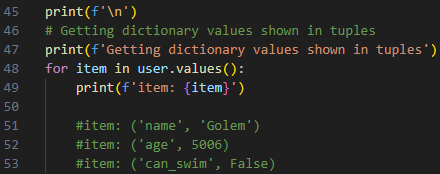 45 print(f'\n')
46 # Getting dictionary values shown in tuples
47 print(f'Getting dictionary values shown in tuples')
48 for item in user.values():
49     print(f'item: {item}')
50
51     #item: ('name', 'Golem')
52     #item: ('age', 5006)
53     #item: ('can_swim', False)